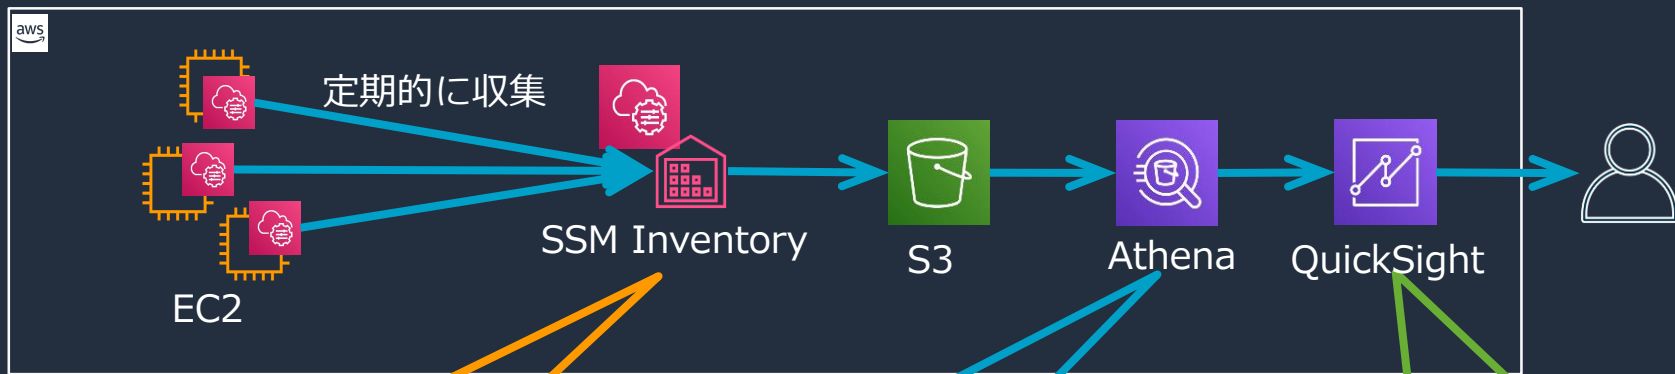 aws
定期的に収集
SSM Inventory
S3
Athena
QuickSight
EC2